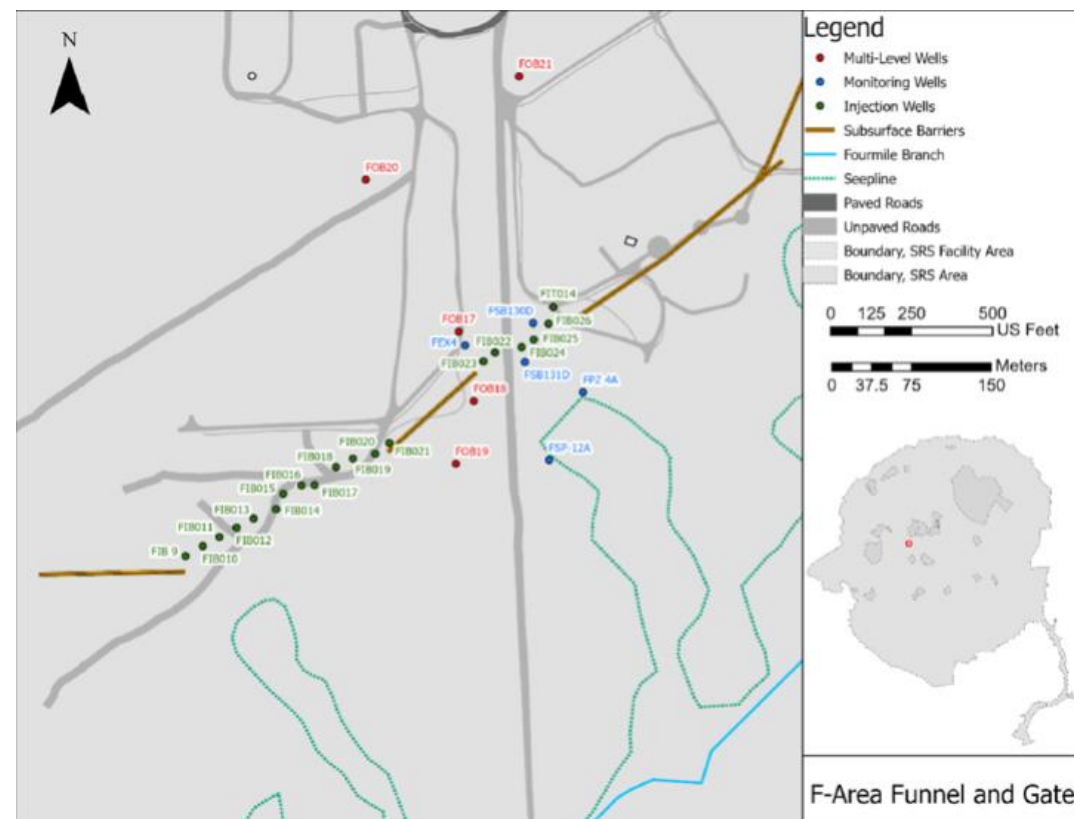 N
FOB21
FOB20
FIT014
FSB130D
FIB026
FOB17
FEX4
FIB022
FIB025
FIB024
FIB023
FSB131D
FPZ 4A
FOB18
FIB020
FIB021
FIB018
FIB019
FOB19
FSP-12A
FIB016
FIB015
FIB017
FIB013
FIB014
FIB011
FIB012
FIB 9
FIB010
Legend
Multi-Level Wells
Monitoring Wells
Injection Wells
Subsurface Barriers
Fourmile Branch
Seepline
Paved Roads
Unpaved Roads
Boundary, SRS Facility Area
Boundary, SRS Area
0 125 250 500
US Feet
Meters
0 37.5 75 150
F-Area Funnel and Gate